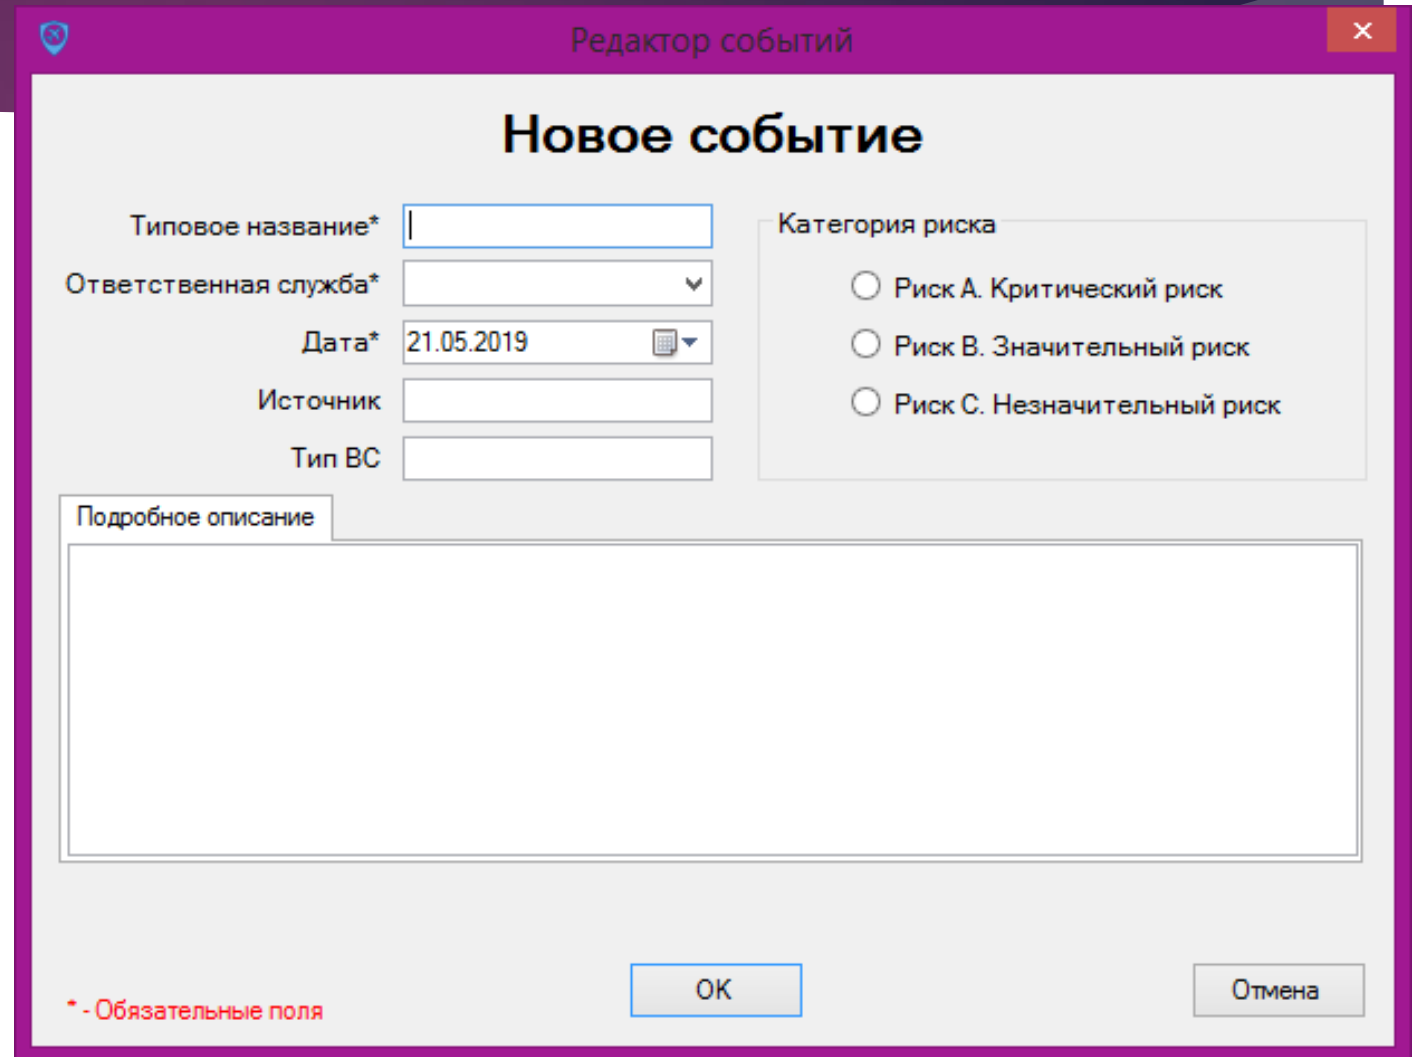 Редактор событий
Новое событие
Типовое название*
Ответственная служба*
Дата* 21.05.2019
Источник
Тип ВС
Категория риска
Риск A. Критический риск
Риск B. Значительный риск
Риск C. Незначительный риск
Подробное описание
* - Обязательные поля
OK
Отмена